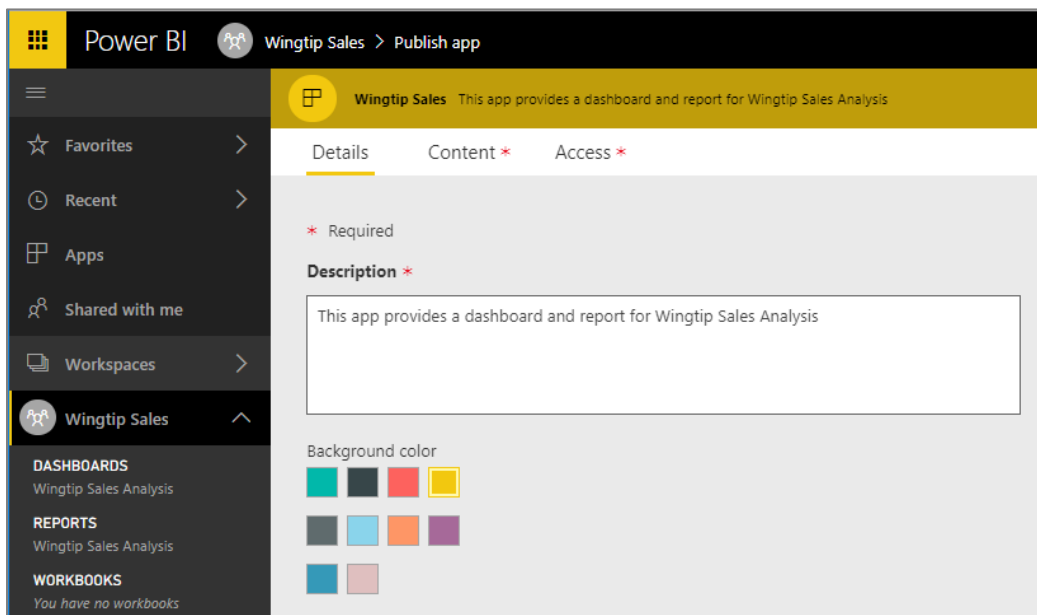 Power BI Wingtip Sales > Publish app
Wingtip Sales This app provides a dashboard and report for Wingtip Sales Analysis
Favorites
Recent
Apps
Shared with me
Workspaces
Wingtip Sales
DASHBOARDS
Wingtip Sales Analysis
REPORTS
Wingtip Sales Analysis
WORKBOOKS
You have no workbooks
Details Content * Access *
* Required
Description *
This app provides a dashboard and report for Wingtip Sales Analysis
Background color